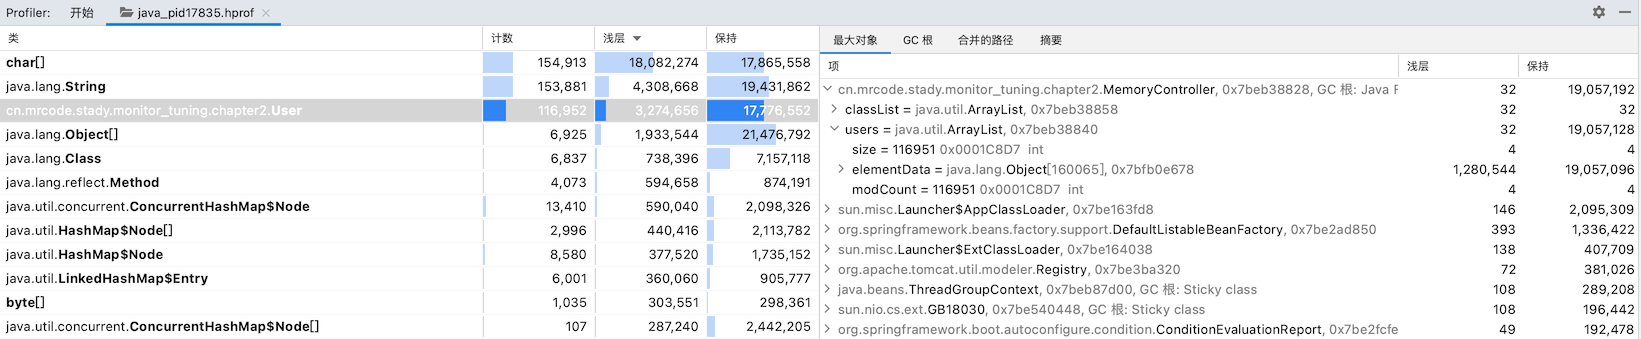 Profiler: 开始 java_pid17835.hprof
类 计数 浅层 保持
char[] 154,913 18,082,274 17,865,558
java.lang.String 153,881 4,308,668 19,431,862
cn.mrcode.stady.monitor_tuning.chapter2.User 116,952 3,274,656 17,776,552
java.lang.Object[] 6,925 1,933,544 21,476,792
java.lang.Class 6,837 738,396 7,157,118
java.lang.reflect.Method 4,073 594,658 874,191
java.util.concurrent.ConcurrentHashMap$Node 13,410 590,040 2,098,326
java.util.HashMap$Node[] 2,996 440,416 2,113,782
java.util.HashMap$Node 8,580 377,520 1,735,152
java.util.LinkedHashMap$Entry 6,001 360,060 905,777
byte[] 1,035 303,551 298,361
java.util.concurrent.ConcurrentHashMap$Node[] 107 287,240 2,442,205
最大对象 GC 根 合并的路径 摘要
项 浅层 保持
cn.mrcode.stady.monitor_tuning.chapter2.MemoryController, 0x7beb38828, GC 根: Java F 32 19,057,192
classList = java.util.ArrayList, 0x7beb38858 32 32
users = java.util.ArrayList, 0x7beb38840 32 19,057,128
size = 116951 0x0001C8D7 int 4 4
elementData = java.lang.Object[160065], 0x7bfb0e678 1,280,544 19,057,096
modCount = 116951 0x0001C8D7 int 4 4
sun.misc.Launcher$AppClassLoader, 0x7be163fd8 146 2,095,309
org.springframework.beans.factory.support.DefaultListableBeanFactory, 0x7be2ad850 393 1,336,422
sun.misc.Launcher$ExtClassLoader, 0x7be164038 138 407,709
org.apache.tomcat.util.modeler.Registry, 0x7be3ba320 72 381,026
java.beans.ThreadGroupContext, 0x7beb87d00, GC 根: Sticky class 108 289,208
sun.nio.cs.ext.GB18030, 0x7be540448, GC 根: Sticky class 108 196,442
org.springframework.boot.autoconfigure.condition.ConditionEvaluationReport, 0x7be2fcfe 49 192,478